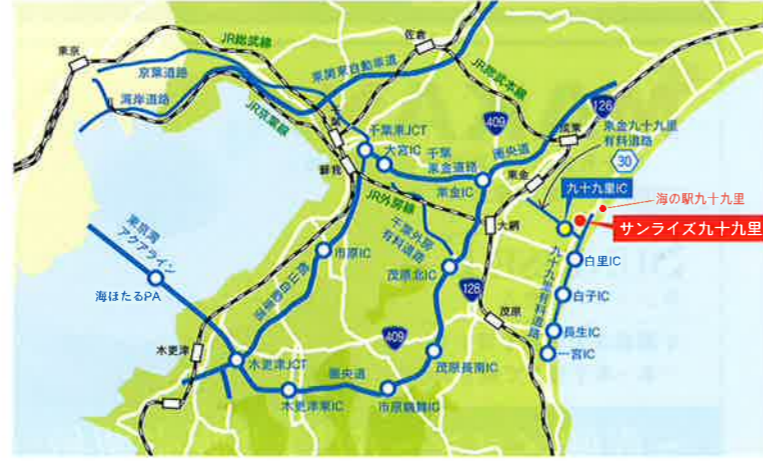 佐倉
JR総武線
東京
東関東自動車道
京葉道路
JR総武本線
湾岸道路
JR京葉線
126
409
成東
千葉東JCT
東金九十九里
有料道路
大宮IC
千葉
東金道路
圏央道
30
蘇我
東金
東金IC
九十九里IC
JR外房線
海の駅九十九里
東京湾
アクアライン
千葉外房
有料道路
大網
サンライズ九十九里
市原IC
九十九里有料道路
白里IC
茂原北IC
館山自動車道
海ほたるPA
128
白子IC
茂原
409
長生IC
木更津
一宮IC
木更津JCT
茂原長南IC
圏央道
木更津東IC
市原鶴舞IC